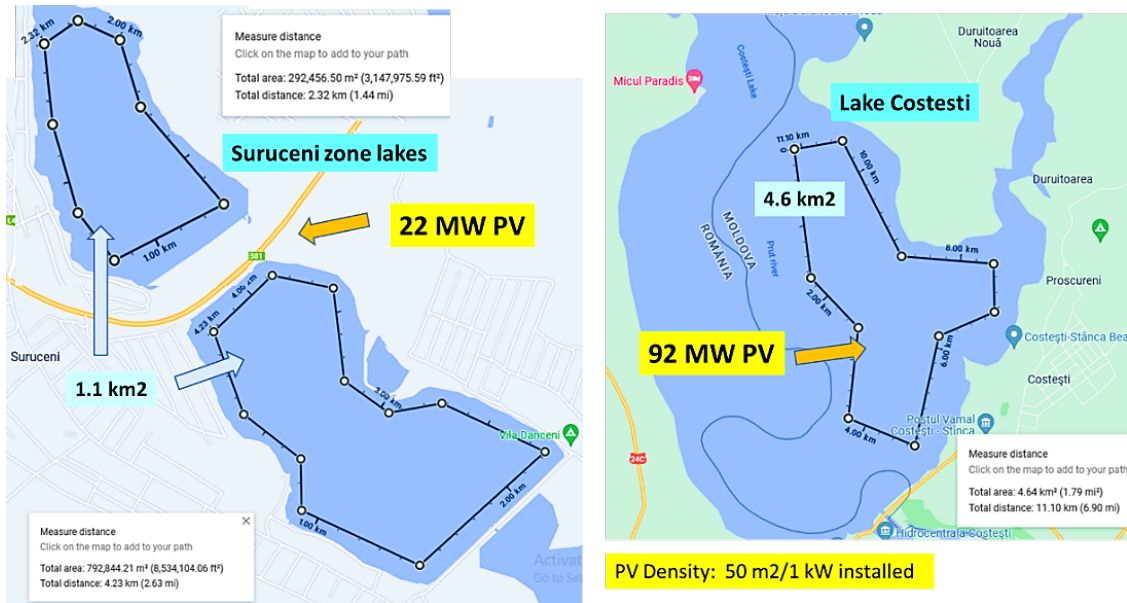 2.32 km
2.00 km
Measure distance
Click on the map to add to your path
Total area: 292,456.50 m² (3,147,975.59 ft²)
Total distance: 2.32 km (1.44 mi)
Suruceni zone lakes
22 MW PV
1.00 km
E581
4.00 km
4.23 km
Suruceni
1.1 km2
3.00 km
Vila Danceni
2.00 km
1.00 km
Measure distance
Click on the map to add to your path
Total area: 792,844.21 m² (8,534,104.06 ft²)
Total distance: 4.23 km (2.63 mi)
Duruitoarea
Nouă
Costești Lake
Micul Paradis
Lake Costesti
11.10 km
0
10.00 km
Duruitoarea
4.6 km2
MOLDOVA
ROMÂNIA
Prut river
8.00 km
Proscureni
2.00 km
92 MW PV
6.00 km
Costești-Stânca Bea
Costești
4.00 km
Postul Vamal
Costești - Stînca
24C
Measure distance
Click on the map to add to your path
Total area: 4.64 km² (1.79 mi²)
Total distance: 11.10 km (6.90 mi)
Hidrocentrala Costești
PV Density: 50 m2/1 kW installed